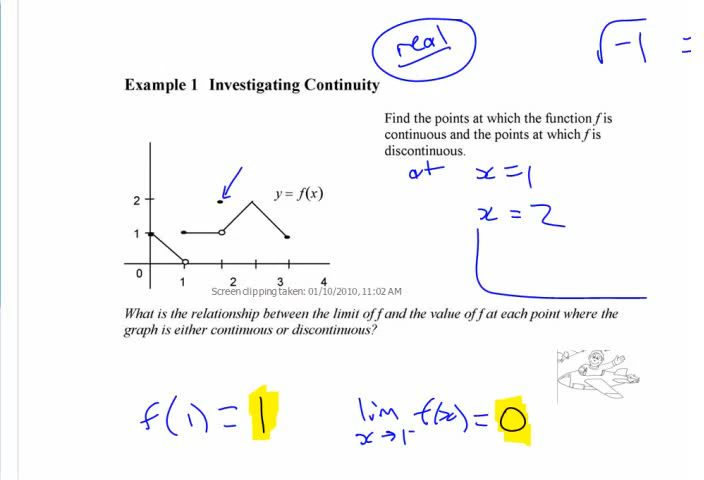 real
√-1 =
Example 1 Investigating Continuity
Find the points at which the function f is
continuous and the points at which f is
discontinuous.
at x = 1
x = 2
y = f(x)
2
1
0
1 2 3 4
Screen clipping taken: 01/10/2010, 11:02 AM
What is the relationship between the limit of f and the value of f at each point where the
graph is either continuous or discontinuous?
f(1) = 1
lim f(x) = 0
x→1⁻